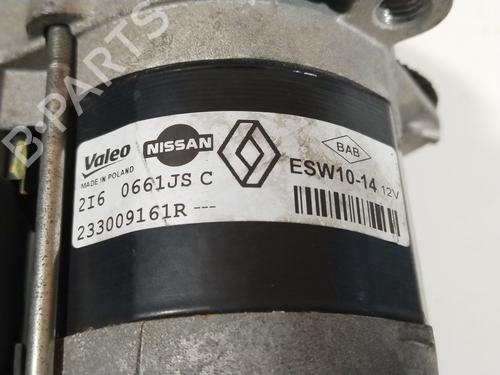 B-PARTS
Valeo NISSAN BAB
MADE IN POLAND ESW10-14 12V
2I6 0661JS C
233009161R ---